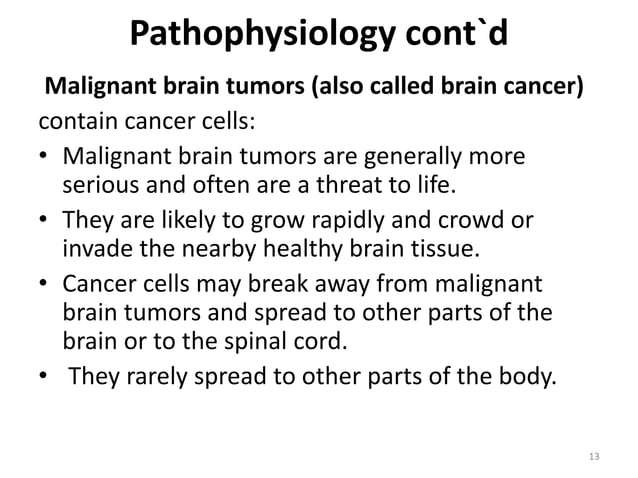 Pathophysiology cont`d
Malignant brain tumors (also called brain cancer)
contain cancer cells:
• Malignant brain tumors are generally more
serious and often are a threat to life.
• They are likely to grow rapidly and crowd or
invade the nearby healthy brain tissue.
• Cancer cells may break away from malignant
brain tumors and spread to other parts of the
brain or to the spinal cord.
• They rarely spread to other parts of the body.
13